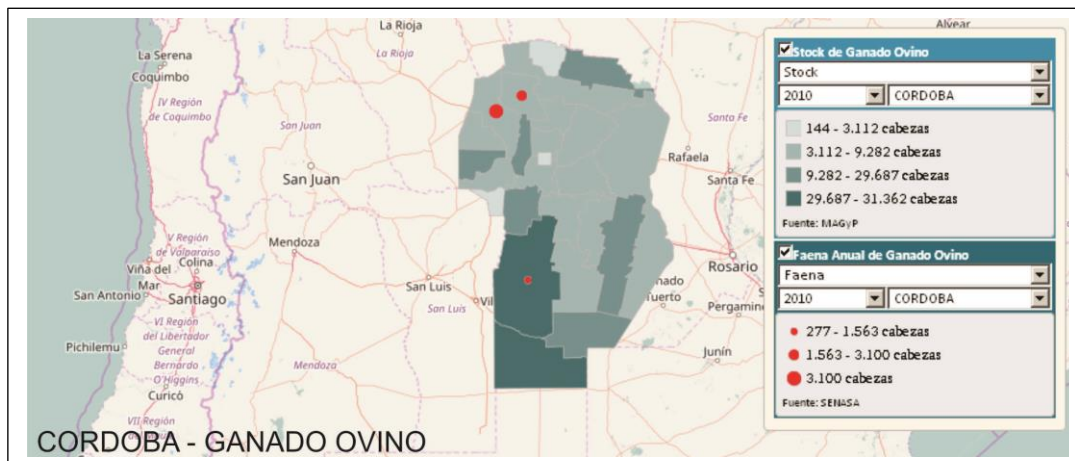 La Rioja
La Rioja
Alvear
La Serena
Coquimbo
IV Región
de Coquimbo
San Juan
San Juan
Santa Fe
Rafaela
Santa Fe
Mendoza
V Región
de Valparaíso
Viña del
Mar
Colina
San Antonio
Santiago
San Luis
San Luis
Vil
Rosario
nado
Tuerto
Pergamino
VI Región
del Libertador
General
Bernardo
O'Higgins
Pichilemu
Mendoza
Junín
Curicó
VII Región
CORDOBA - GANADO OVINO
Stock de Ganado Ovino
Stock
2010 CORDOBA
144 - 3.112 cabezas
3.112 - 9.282 cabezas
9.282 - 29.687 cabezas
29.687 - 31.362 cabezas
Fuente: MAGyP
Faena Anual de Ganado Ovino
Faena
2010 CORDOBA
277 - 1.563 cabezas
1.563 - 3.100 cabezas
3.100 cabezas
Fuente: SENASA